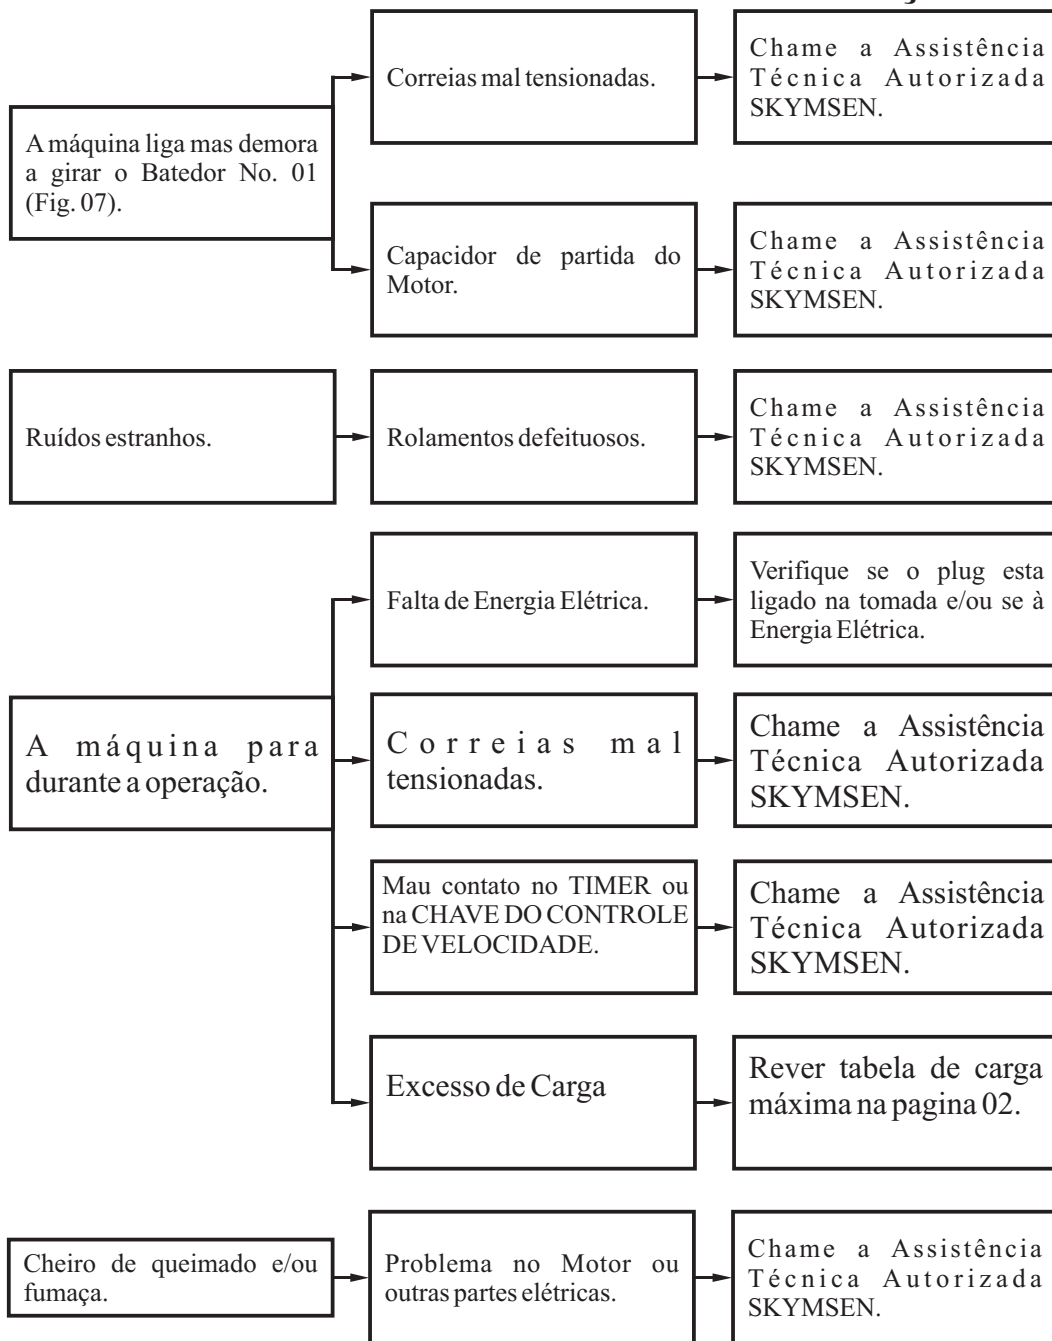 Correias mal tensionadas.
Chame a Assistência
Técnica Autorizada
SKYMSEN.
A máquina liga mas demora
a girar o Batedor No. 01
(Fig. 07).
Capacidor de partida do
Motor.
Chame a Assistência
Técnica Autorizada
SKYMSEN.
Ruídos estranhos.
Rolamentos defeituosos.
Chame a Assistência
Técnica Autorizada
SKYMSEN.
Falta de Energia Elétrica.
Verifique se o plug esta
ligado na tomada e/ou se à
Energia Elétrica.
A máquina para
durante a operação.
Correias mal
tensionadas.
Chame a Assistência
Técnica Autorizada
SKYMSEN.
Mau contato no TIMER ou
na CHAVE DO CONTROLE
DE VELOCIDADE.
Chame a Assistência
Técnica Autorizada
SKYMSEN.
Excesso de Carga
Rever tabela de carga
máxima na pagina 02.
Cheiro de queimado e/ou
fumaça.
Problema no Motor ou
outras partes elétricas.
Chame a Assistência
Técnica Autorizada
SKYMSEN.